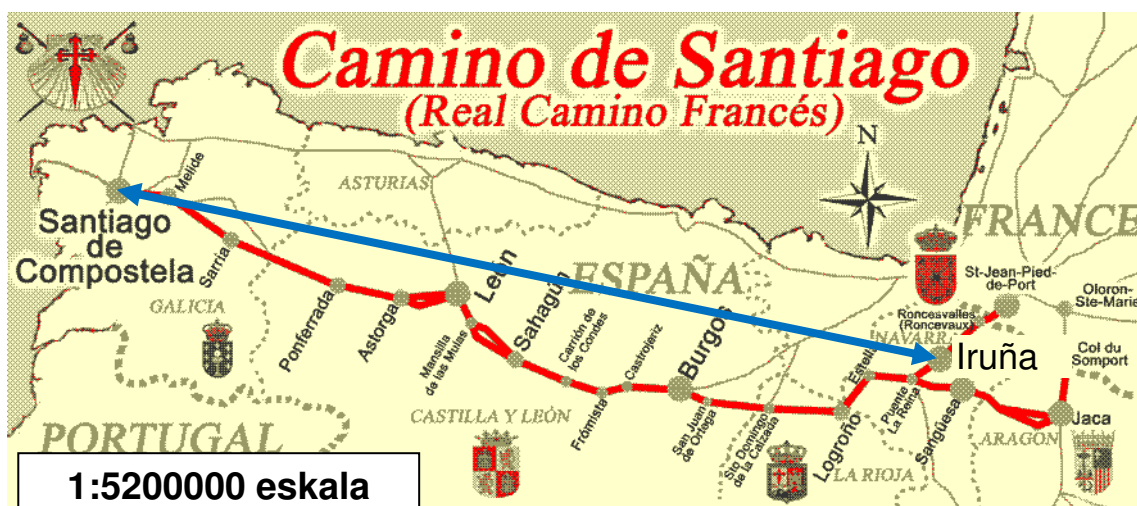 Camino de Santiago
(Real Camino Francés)
N
ASTURIAS
FRANCE
Melide
Santiago
de
Compostela
Sarria
GALICIA
Ponferrada
Astorga
León
Mansilla
de las Mulas
Sahagún
ESPAÑA
Carrión de
los Condes
Frómista
Castrojeriz
Burgos
San Juan
de Ortega
Sto Domingo
de la Calzada
Logroño
Estella
Puente
La Reina
NAVARRA
Iruña
Sangüesa
St-Jean-Pied-
de-Port
Roncesvalles
(Roncevaux)
Oloron-
Ste-Marie
Col du
Somport
Jaca
ARAGON
LA RIOJA
CASTILLA Y LEÓN
PORTUGAL
1:5200000 eskala